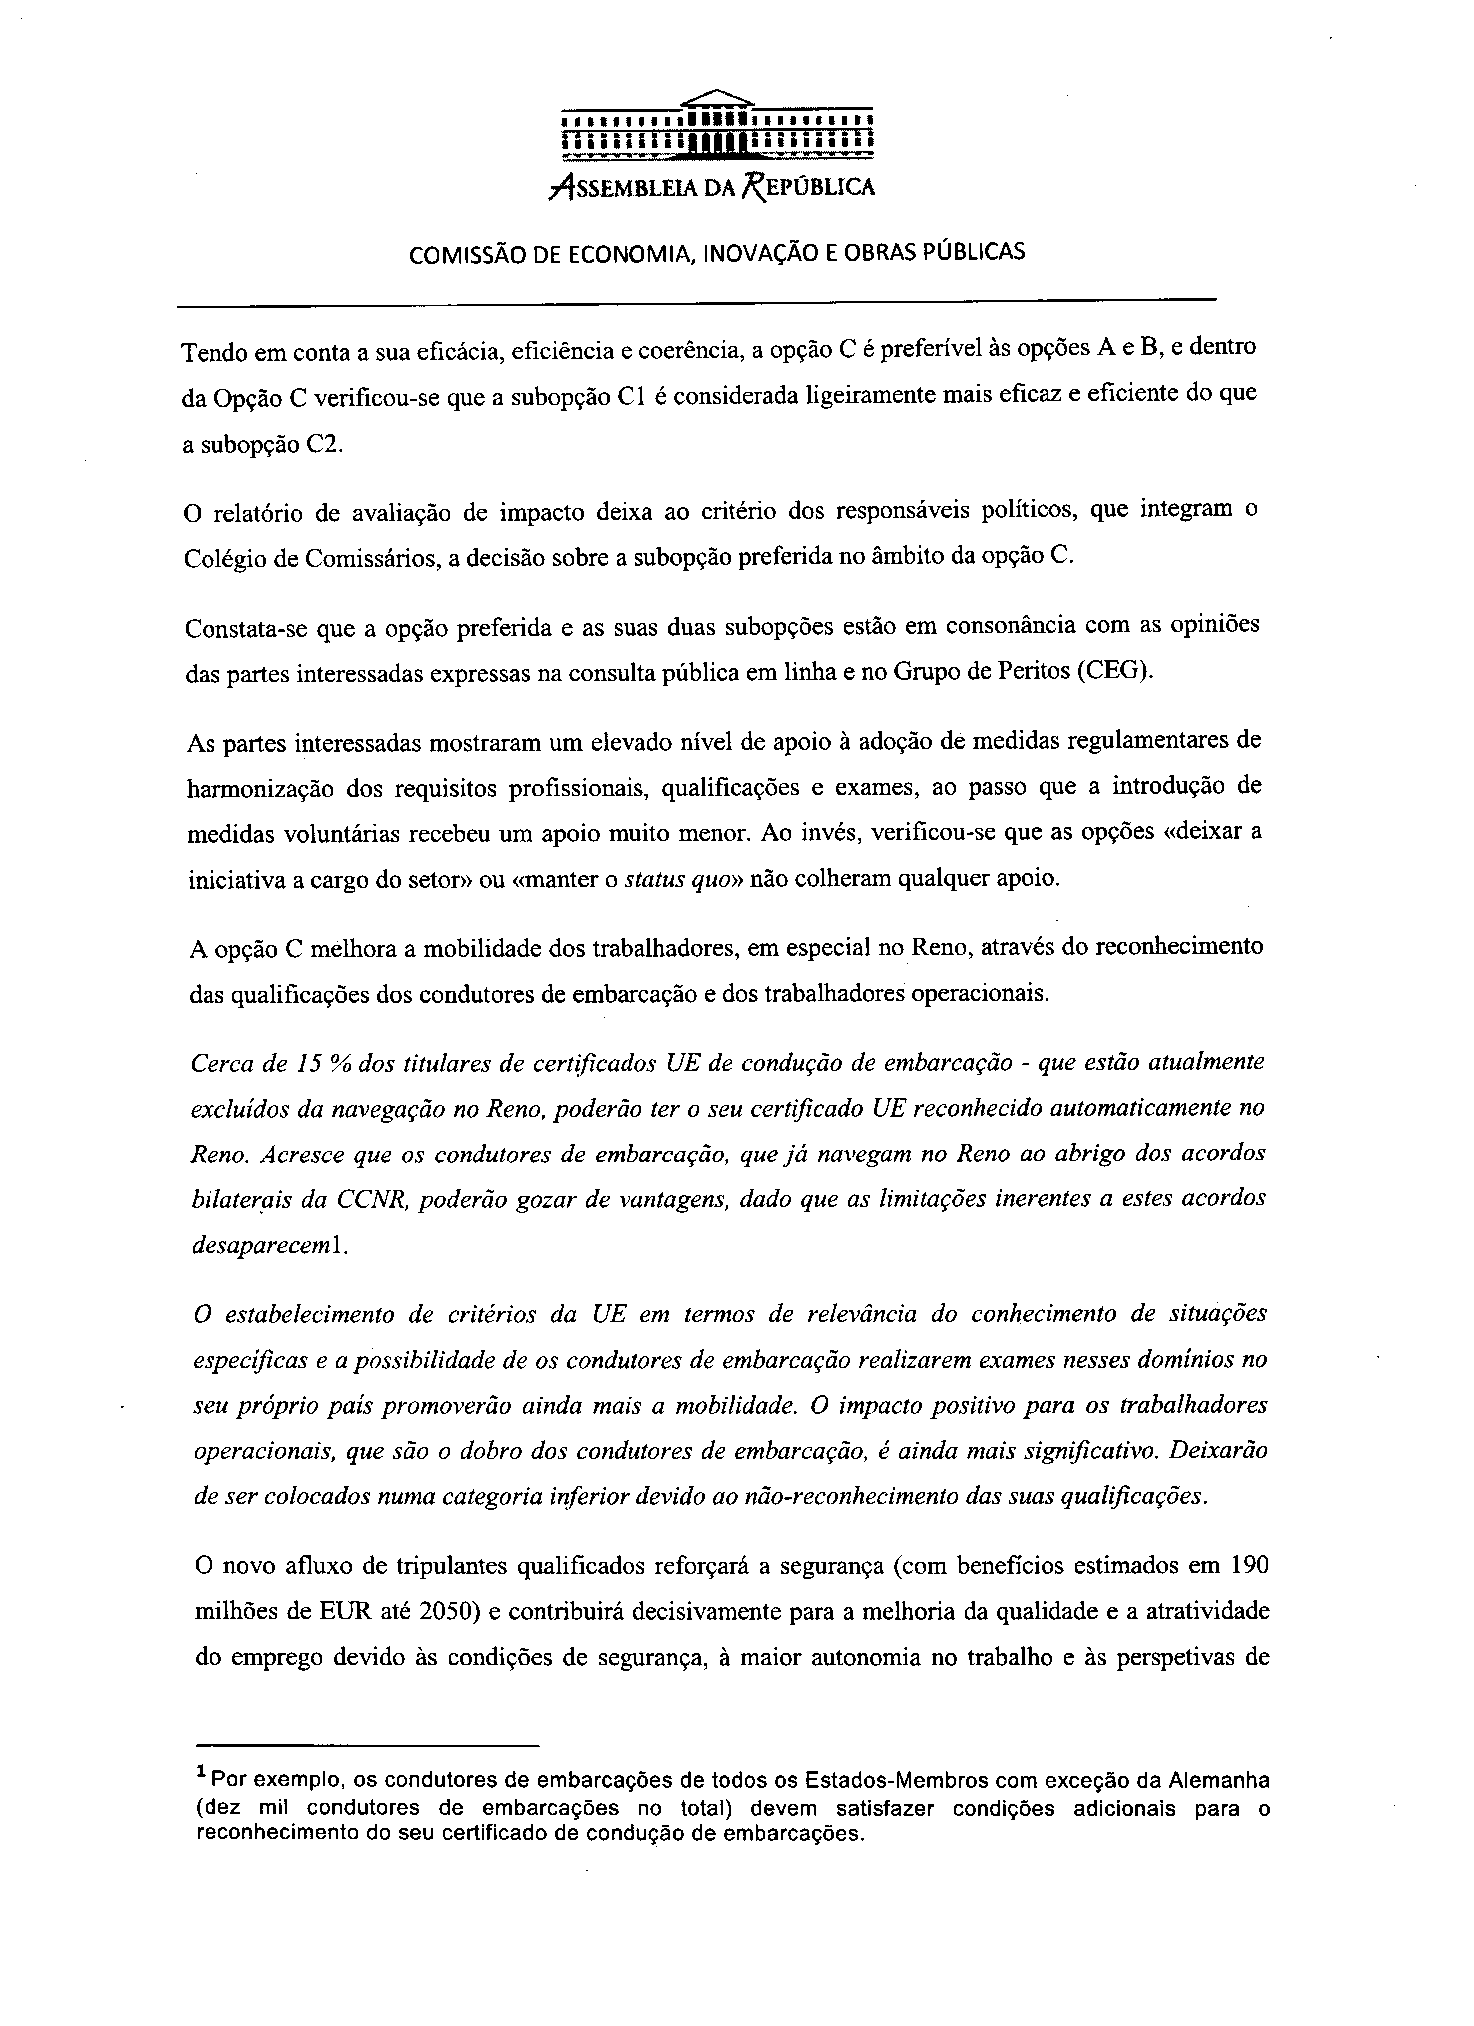 ASSEMBLEIA DA REPÚBLICA
COMISSÃO DE ECONOMIA, INOVAÇÃO E OBRAS PÚBLICAS
Tendo em conta a sua eficácia, eficiência e coerência, a opção C é preferível às opções A e B, e dentro
da Opção C verificou-se que a subopção C1 é considerada ligeiramente mais eficaz e eficiente do que
a subopção C2.
O relatório de avaliação de impacto deixa ao critério dos responsáveis políticos, que integram o
Colégio de Comissários, a decisão sobre a subopção preferida no âmbito da opção C.
Constata-se que a opção preferida e as suas duas subopções estão em consonância com as opiniões
das partes interessadas expressas na consulta pública em linha e no Grupo de Peritos (CEG).
As partes interessadas mostraram um elevado nível de apoio à adoção de medidas regulamentares de
harmonização dos requisitos profissionais, qualificações e exames, ao passo que a introdução de
medidas voluntárias recebeu um apoio muito menor. Ao invés, verificou-se que as opções «deixar a
iniciativa a cargo do setor» ou «manter o status quo» não colheram qualquer apoio.
A opção C melhora a mobilidade dos trabalhadores, em especial no Reno, através do reconhecimento
das qualificações dos condutores de embarcação e dos trabalhadores operacionais.
Cerca de 15 % dos titulares de certificados UE de condução de embarcação - que estão atualmente
excluídos da navegação no Reno, poderão ter o seu certificado UE reconhecido automaticamente no
Reno. Acresce que os condutores de embarcação, que já navegam no Reno ao abrigo dos acordos
bilaterais da CCNR, poderão gozar de vantagens, dado que as limitações inerentes a estes acordos
desaparecem1.
O estabelecimento de critérios da UE em termos de relevância do conhecimento de situações
específicas e a possibilidade de os condutores de embarcação realizarem exames nesses domínios no
seu próprio país promoverão ainda mais a mobilidade. O impacto positivo para os trabalhadores
operacionais, que são o dobro dos condutores de embarcação, é ainda mais significativo. Deixarão
de ser colocados numa categoria inferior devido ao não-reconhecimento das suas qualificações.
O novo afluxo de tripulantes qualificados reforçará a segurança (com benefícios estimados em 190
milhões de EUR até 2050) e contribuirá decisivamente para a melhoria da qualidade e a atratividade
do emprego devido às condições de segurança, à maior autonomia no trabalho e às perspetivas de
1 Por exemplo, os condutores de embarcações de todos os Estados-Membros com exceção da Alemanha
(dez mil condutores de embarcações no total) devem satisfazer condições adicionais para o
reconhecimento do seu certificado de condução de embarcações.